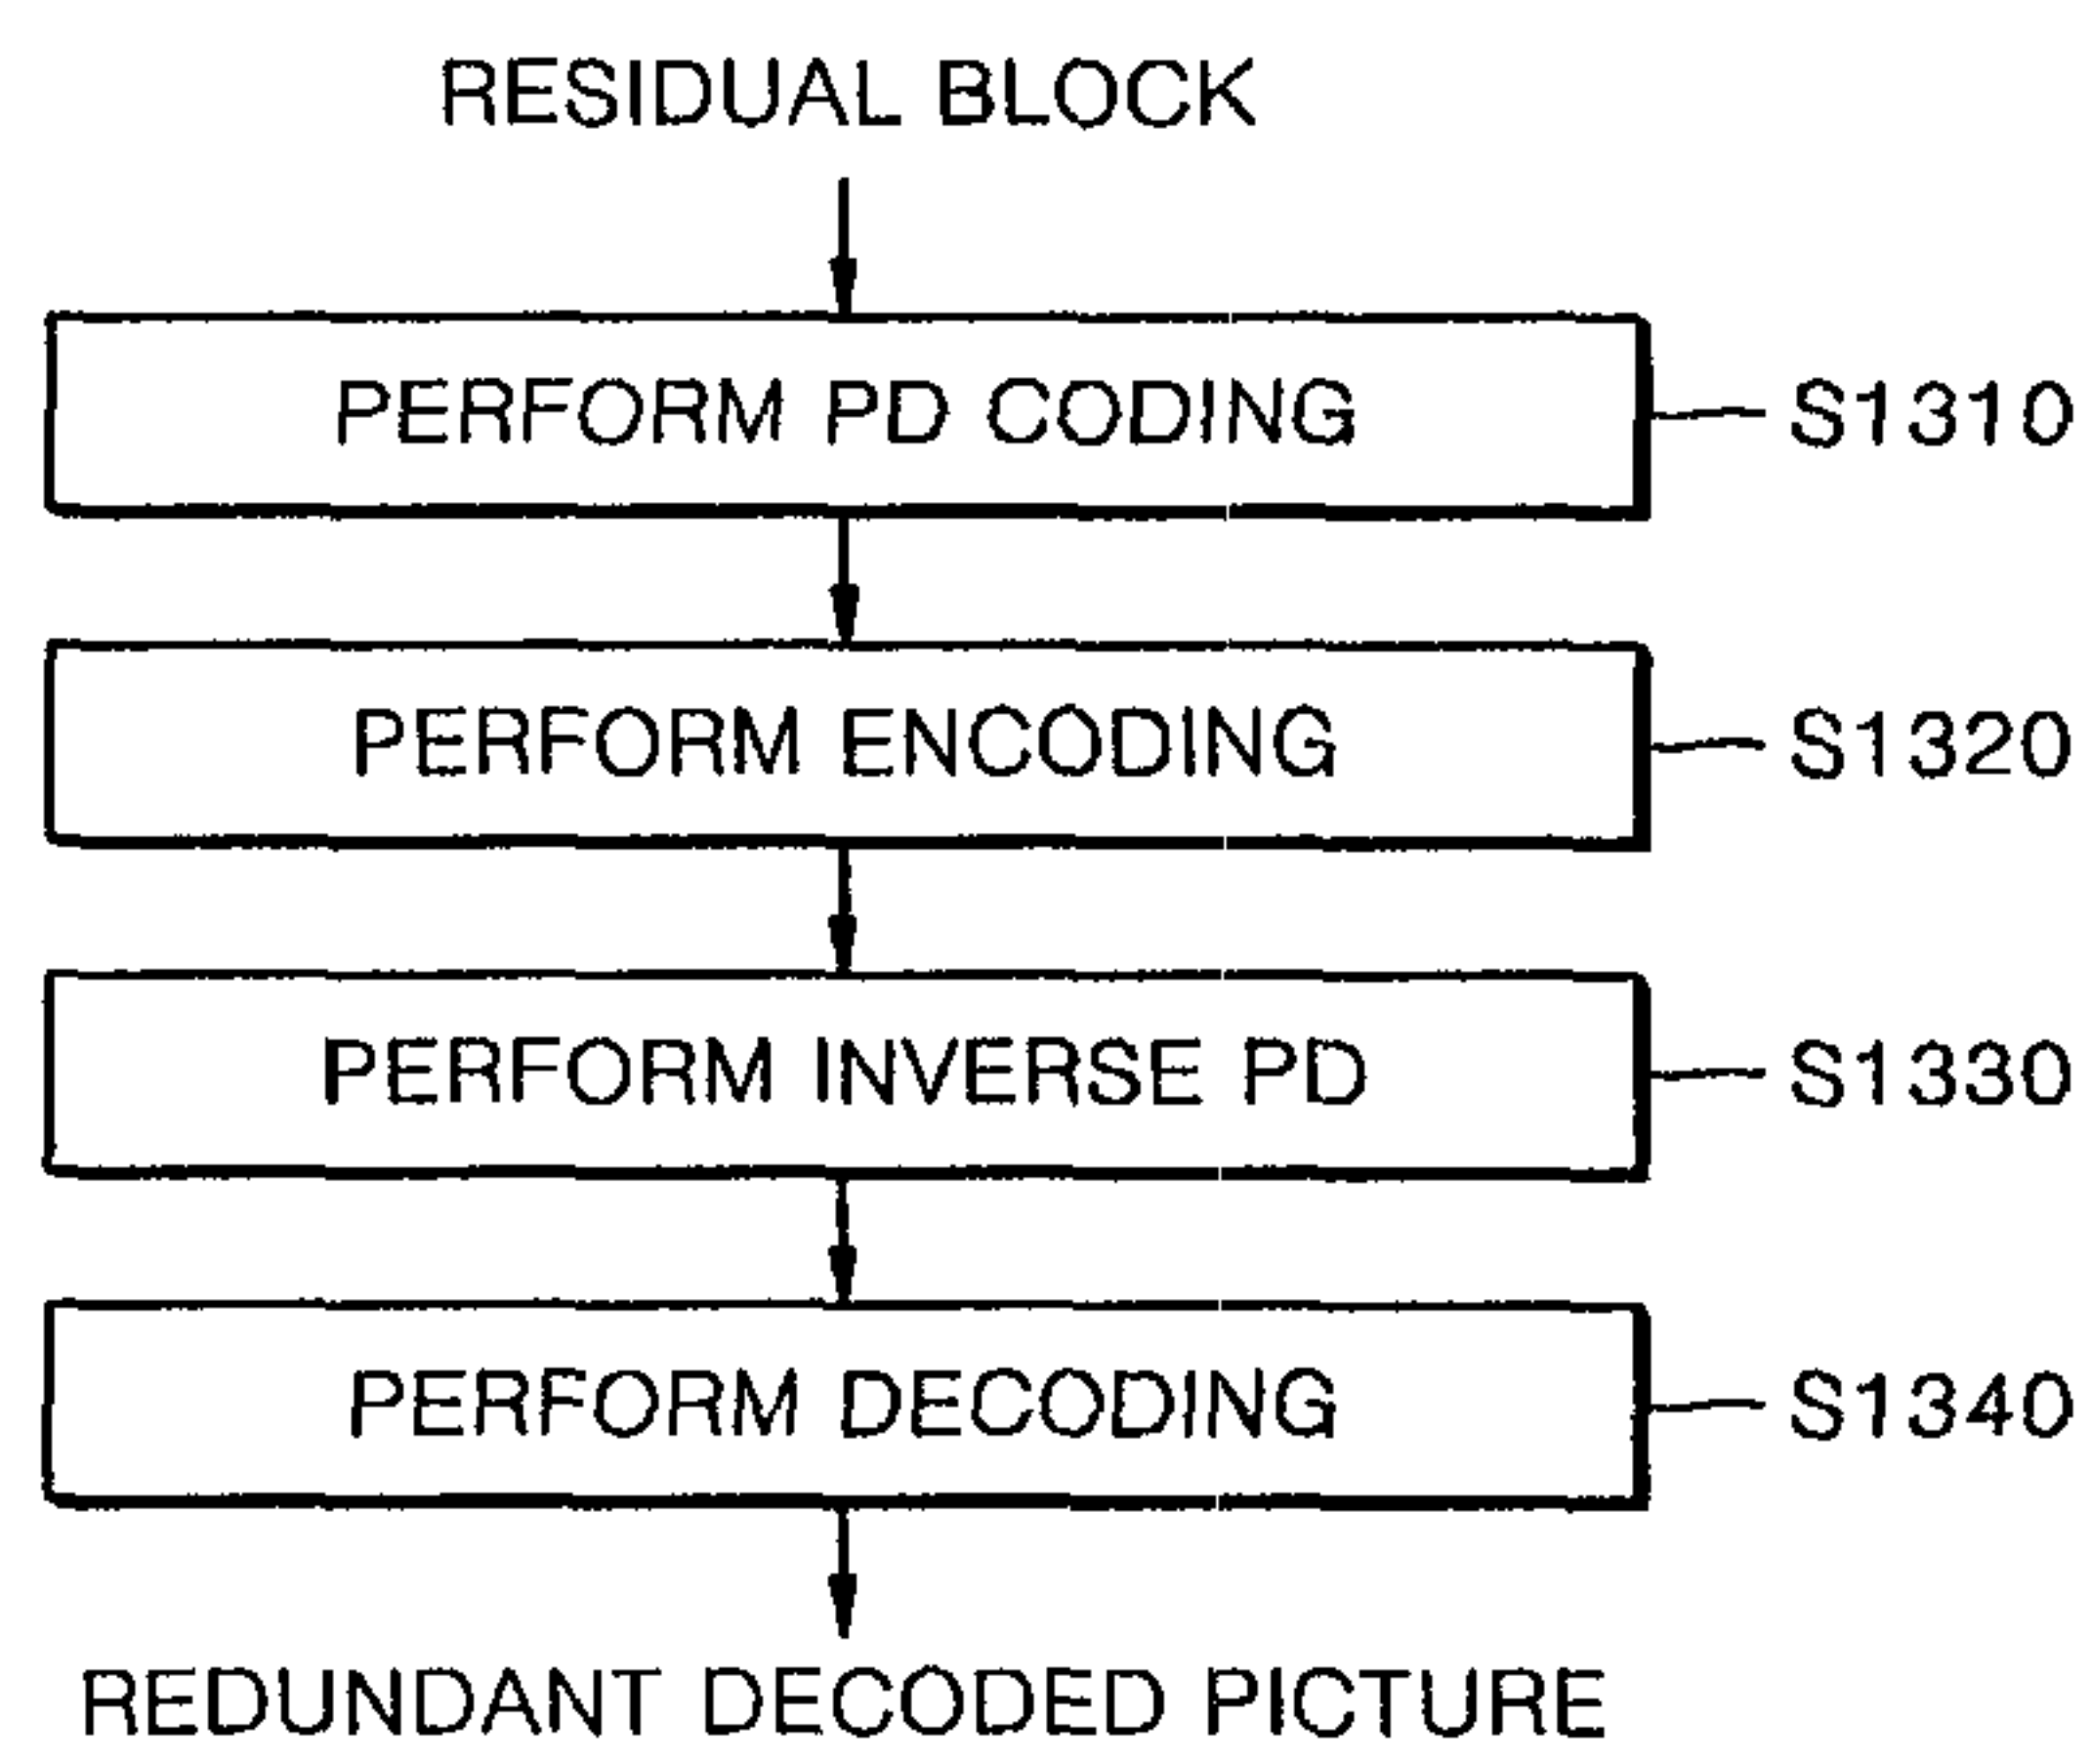 RESIDUAL BLOCK
PERFORM PD CODING
S1310
PERFORM ENCODING
S1320
PERFORM INVERSE PD
S1330
PERFORM DECODING
S1340
REDUNDANT DECODED PICTURE